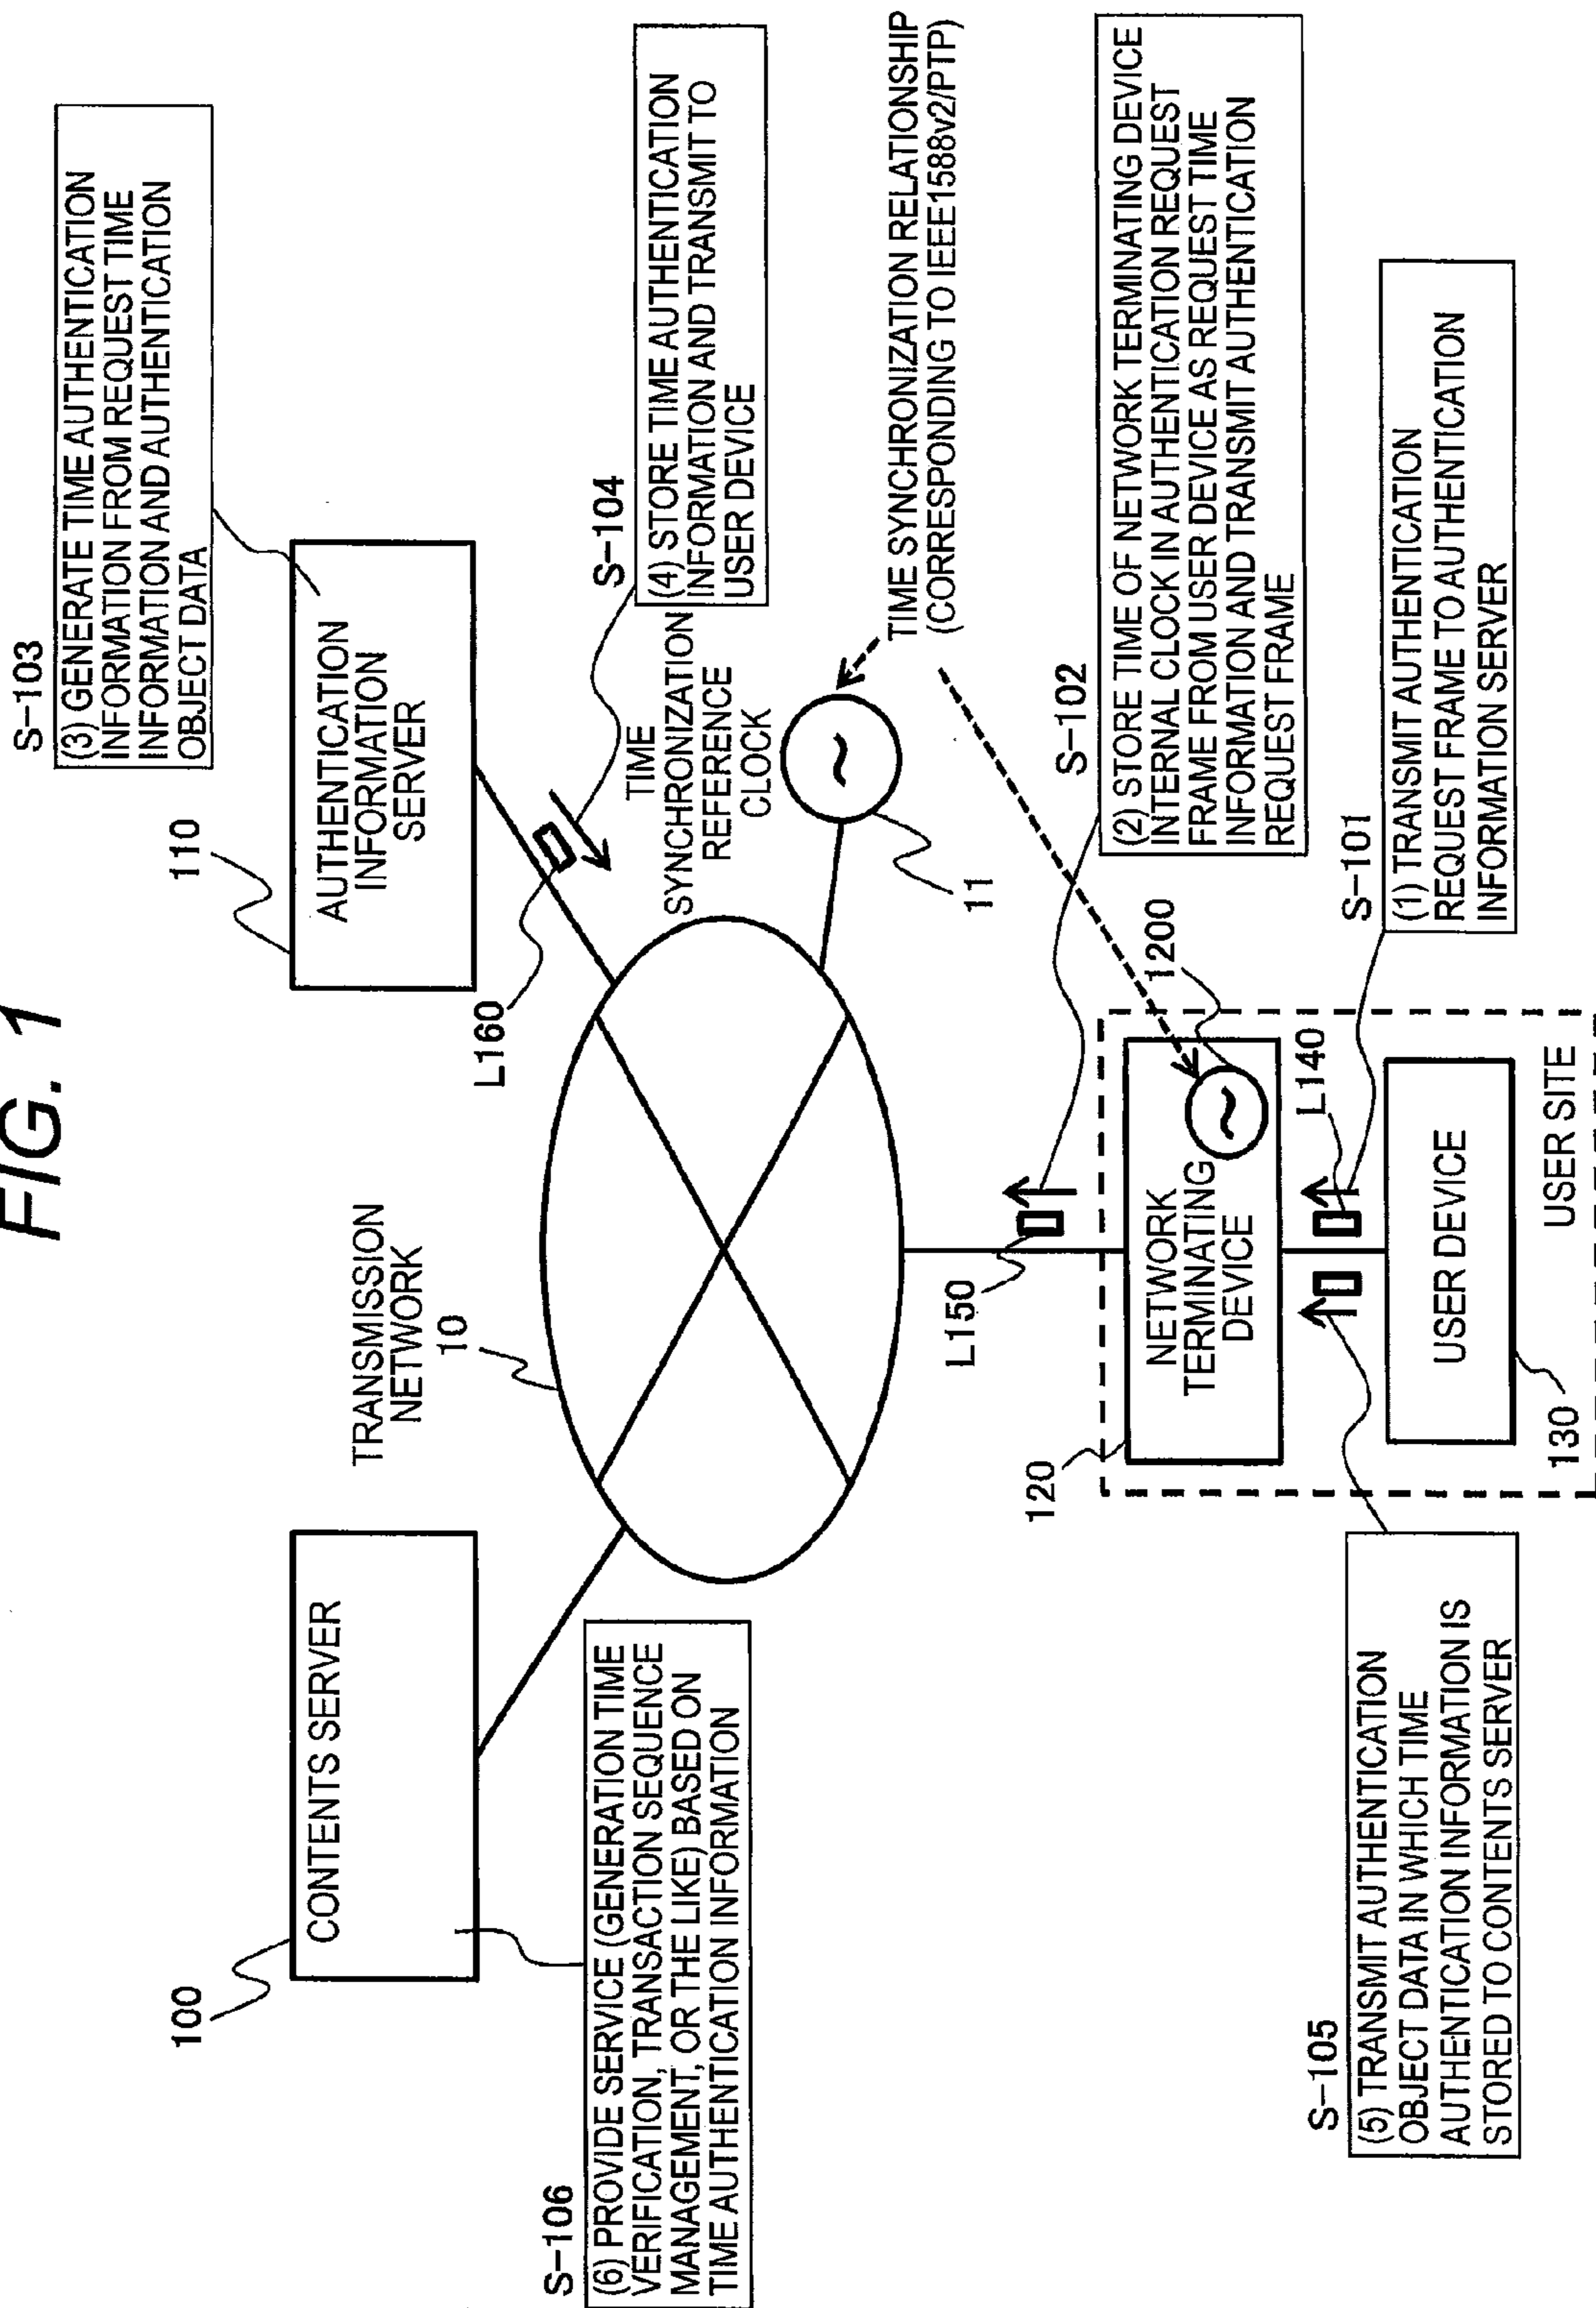 FIG. 1
S-103
(3) GENERATE TIME AUTHENTICATION
INFORMATION FROM REQUEST TIME
INFORMATION AND AUTHENTICATION
OBJECT DATA
110
AUTHENTICATION
INFORMATION
SERVER
L160
S-104
(4) STORE TIME AUTHENTICATION
INFORMATION AND TRANSMIT TO
USER DEVICE
TIME
SYNCHRONIZATION
REFERENCE
CLOCK
11
TIME SYNCHRONIZATION RELATIONSHIP
(CORRESPONDING TO IEEE1588v2/PTP)
TRANSMISSION
NETWORK
10
100
CONTENTS SERVER
S-106
(6) PROVIDE SERVICE (GENERATION TIME
VERIFICATION, TRANSACTION SEQUENCE
MANAGEMENT, OR THE LIKE) BASED ON
TIME AUTHENTICATION INFORMATION
S-102
(2) STORE TIME OF NETWORK TERMINATING DEVICE
INTERNAL CLOCK IN AUTHENTICATION REQUEST
FRAME FROM USER DEVICE AS REQUEST TIME
INFORMATION AND TRANSMIT AUTHENTICATION
REQUEST FRAME
L150
120
NETWORK
TERMINATING
DEVICE
1200
L140
S-101
(1) TRANSMIT AUTHENTICATION
REQUEST FRAME TO AUTHENTICATION
INFORMATION SERVER
USER DEVICE
130
USER SITE
S-105
(5) TRANSMIT AUTHENTICATION
OBJECT DATA IN WHICH TIME
AUTHENTICATION INFORMATION IS
STORED TO CONTENTS SERVER